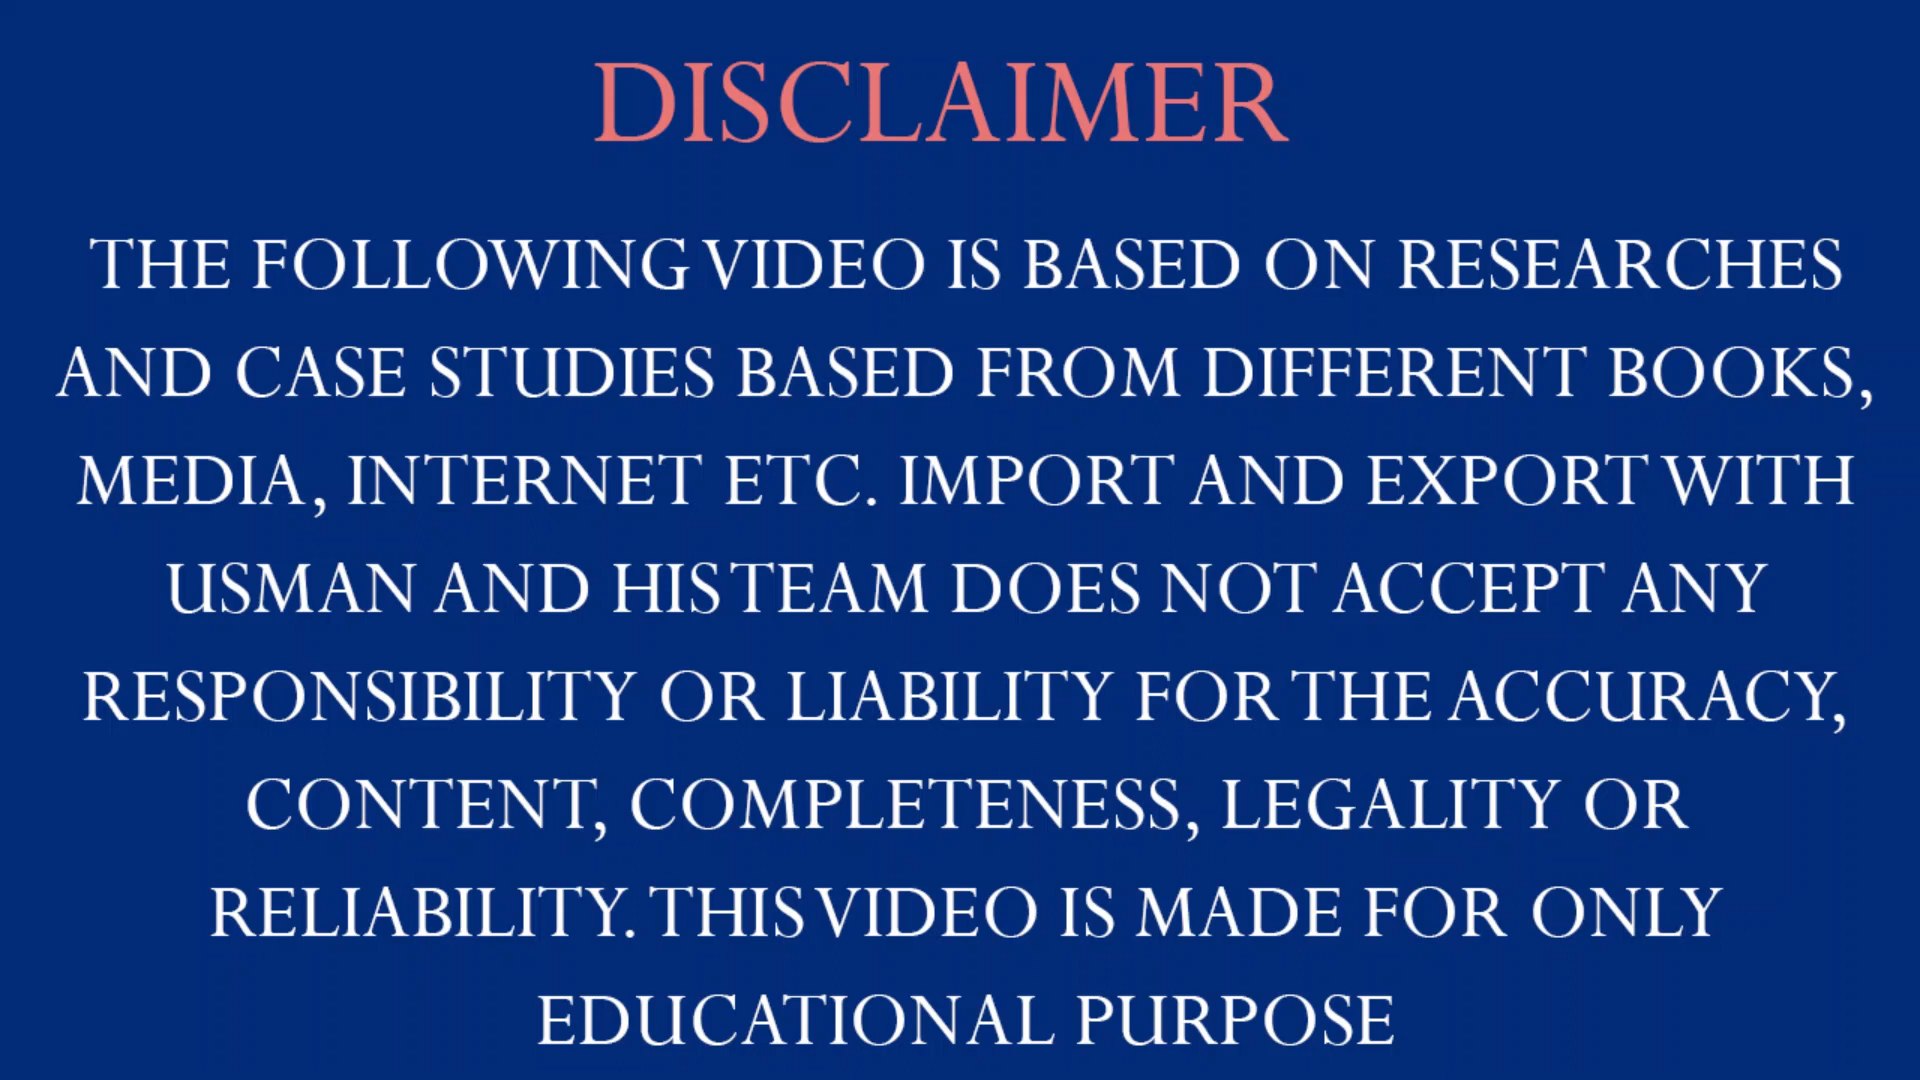 DISCLAIMER
THE FOLLOWING VIDEO IS BASED ON RESEARCHES
AND CASE STUDIES BASED FROM DIFFERENT BOOKS,
MEDIA, INTERNET ETC. IMPORT AND EXPORT WITH
USMAN AND HIS TEAM DOES NOT ACCEPT ANY
RESPONSIBILITY OR LIABILITY FOR THE ACCURACY,
CONTENT, COMPLETENESS, LEGALITY OR
RELIABILITY. THIS VIDEO IS MADE FOR ONLY
EDUCATIONAL PURPOSE